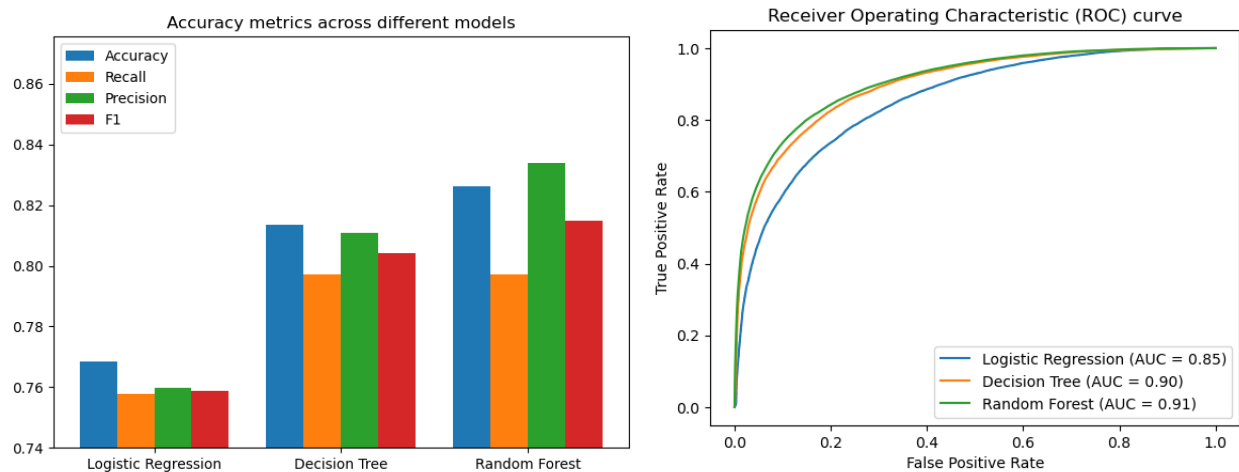 Accuracy metrics across different models
Accuracy
Recall
Precision
F1
0.86
0.84
0.82
0.80
0.78
0.76
0.74
Logistic Regression
Decision Tree
Random Forest
Receiver Operating Characteristic (ROC) curve
True Positive Rate
1.0
0.8
0.6
0.4
0.2
0.0
Logistic Regression (AUC = 0.85)
Decision Tree (AUC = 0.90)
Random Forest (AUC = 0.91)
0.0
0.2
0.4
0.6
0.8
1.0
False Positive Rate